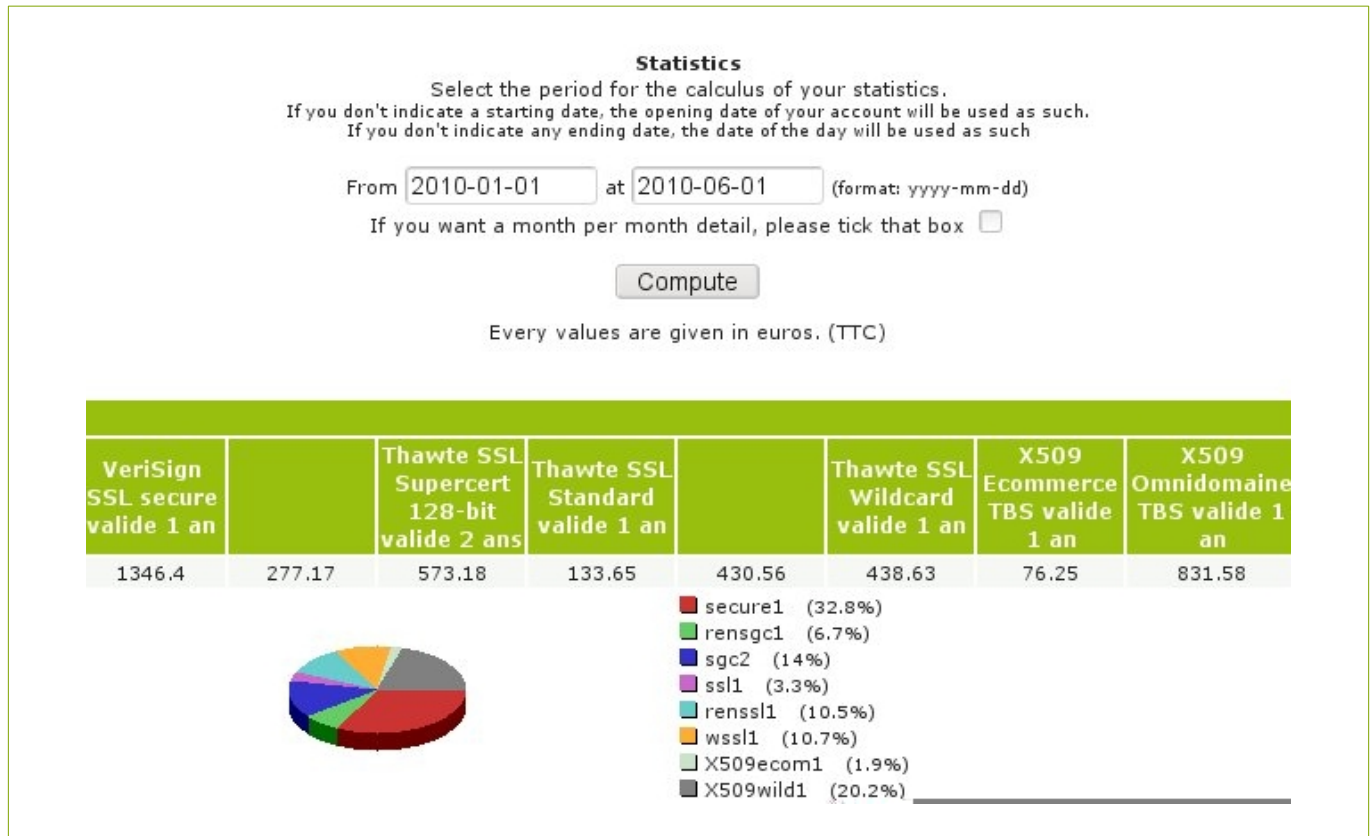 Statistics
Select the period for the calculus of your statistics.
If you don't indicate a starting date, the opening date of your account will be used as such.
If you don't indicate any ending date, the date of the day will be used as such
From 2010-01-01 at 2010-06-01 (format: yyyy-mm-dd)
If you want a month per month detail, please tick that box
Compute
Every values are given in euros. (TTC)
VeriSign SSL secure valide 1 an
Thawte SSL Supercert 128-bit valide 2 ans
Thawte SSL Standard valide 1 an
Thawte SSL Wildcard valide 1 an
X509 Ecommerce TBS valide 1 an
X509 Omnidomaine TBS valide 1 an
1346.4 277.17 573.18 133.65 430.56 438.63 76.25 831.58
secure1 (32.8%)
rensgc1 (6.7%)
sgc2 (14%)
ssl1 (3.3%)
renssl1 (10.5%)
wssl1 (10.7%)
X509ecom1 (1.9%)
X509wild1 (20.2%)